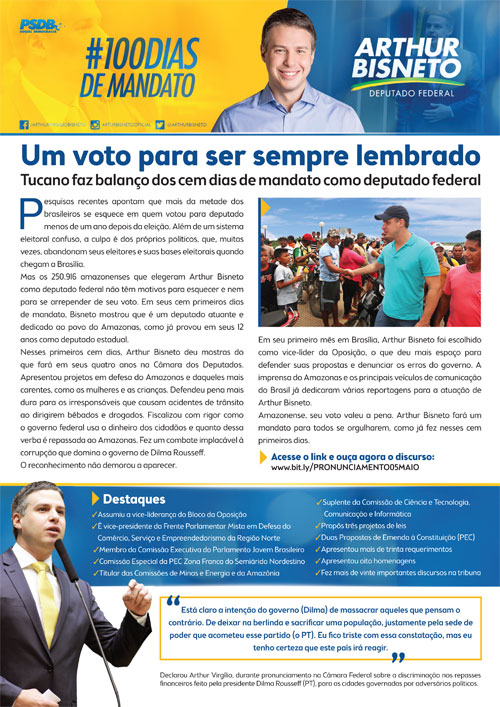 PSDB
#100DIAS
DE MANDATO
ARTHUR
BISNETO
DEPUTADO FEDERAL
/ARTHURBISNETOOFICIAL
@ARTHURBISNETO
Um voto para ser sempre lembrado
Tucano faz balanço dos cem dias de mandato como deputado federal
Pesquisas recentes apontam que mais da metade dos
brasileiros se esquece em quem votou para deputado
menos de um ano depois da eleição. Além de um sistema
eleitoral confuso, a culpa é dos próprios políticos, que, muitas
vezes, abandonam seus eleitores e suas bases eleitorais quando
chegam a Brasília.
Mas os 250.916 amazonenses que elegeram Arthur Bisneto
como deputado federal não têm motivos para esquecer e nem
para se arrepender de seu voto. Em seus cem primeiros dias
de mandato, Bisneto mostrou que é um deputado atuante e
dedicado ao povo do Amazonas, como já provou em seus 12
anos como deputado estadual.
Nesses primeiros cem dias, Arthur Bisneto deu mostras do
que fará em seus quatro anos na Câmara dos Deputados.
Apresentou projetos em defesa do Amazonas e daqueles mais
carentes, como as mulheres e as crianças. Defendeu pena mais
dura para os irresponsáveis que causam acidentes de trânsito
ao dirigirem bêbados e drogados. Fiscalizou com rigor como
o governo federal usa o dinheiro dos cidadãos e quanto dessa
verba é repassada ao Amazonas. Fez um combate implacável à
corrupção que domina o governo de Dilma Rousseff.
O reconhecimento não demorou a aparecer.
Em seu primeiro mês em Brasília, Arthur Bisneto foi escolhido
como vice-líder da Oposição, o que deu mais espaço para
defender suas propostas e denunciar os erros do governo. A
imprensa do Amazonas e os principais veículos de comunicação
do Brasil já dedicaram várias reportagens para a atuação de
Arthur Bisneto.
Amazonense, seu voto valeu a pena. Arthur Bisneto fará um
mandato para todos se orgulharem, como já fez nesses cem
primeiros dias.
Acesse o link e ouça agora o discurso:
www.bit.ly/PRONUNCIAMENTO05MAIO
Destaques
✓Assumiu a vice-liderança do Bloco da Oposição
✓É vice-presidente da Frente Parlamentar Mista em Defesa do
Comércio, Serviço e Empreendedorismo da Região Norte
✓Membro da Comissão Executiva do Parlamento Jovem Brasileiro
✓Comissão Especial da PEC Zona Franca do Semiárido Nordestino
✓Titular das Comissões de Minas e Energia e da Amazônia
✓Suplente da Comissão de Ciência e Tecnologia,
Comunicação e Informática
✓Propôs três projetos de leis
✓Duas Propostas de Emenda à Constituição (PEC)
✓Apresentou mais de trinta requerimentos
✓Apresentou oito homenagens
✓Fez mais de vinte importantes discursos na tribuna
“Está claro a intenção do governo (Dilma) de massacrar aqueles que pensam o
contrário. De deixar na berlinda e sacrificar uma população, justamente pela sede de
poder que acometeu esse partido (o PT). Eu fico triste com essa constatação, mas eu
tenho certeza que este país irá reagir.”
Declarou Arthur Virgílio, durante pronunciamento na Câmara Federal sobre a discriminação nos repasses
financeiros feito pela presidente Dilma Rousseff (PT), para as cidades governadas por adversários políticos.